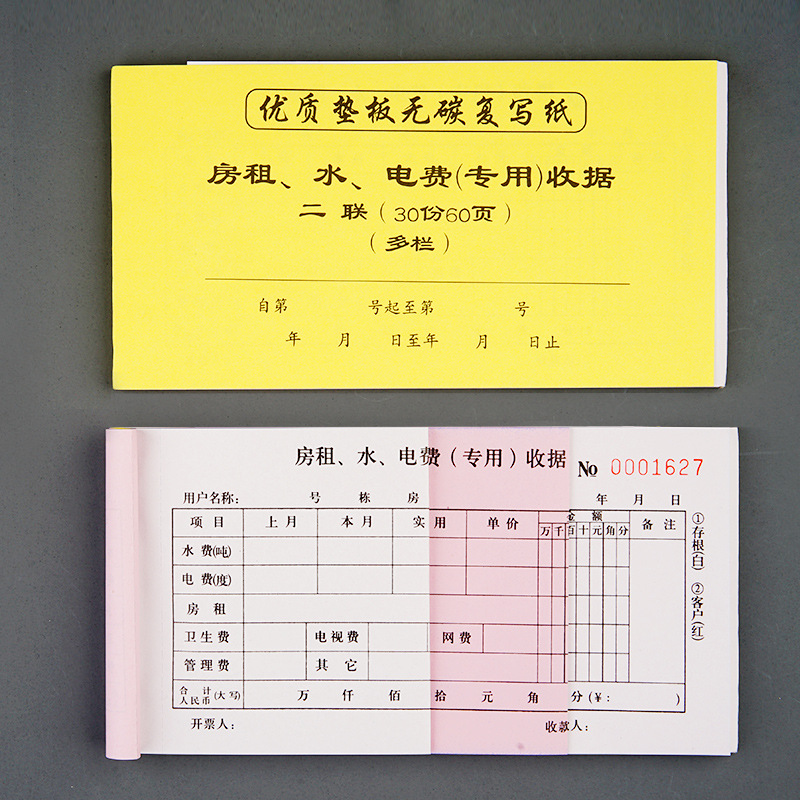 优质垫板无碳复写纸
房租、水、电费(专用)收据
二 联（30份60页）
（多栏）
自第 号起至第 号
年 月 日至年 月 日止
房租、水、电费（专用）收据 № 0001627
用户名称： 号 栋 房 年 月 日
项 目 上 月 本 月 实 用 单 价 金 额 备 注
万 千 百 十 元 角 分
水 费(吨)
电 费(度)
房 租
卫生费 电视费 网费
管理费 其 它
合 计 人民币 (大写) 万 仟 佰 拾 元 角 分（¥： ）
开票人： 收款人：
①存根(白) ②客户(红)